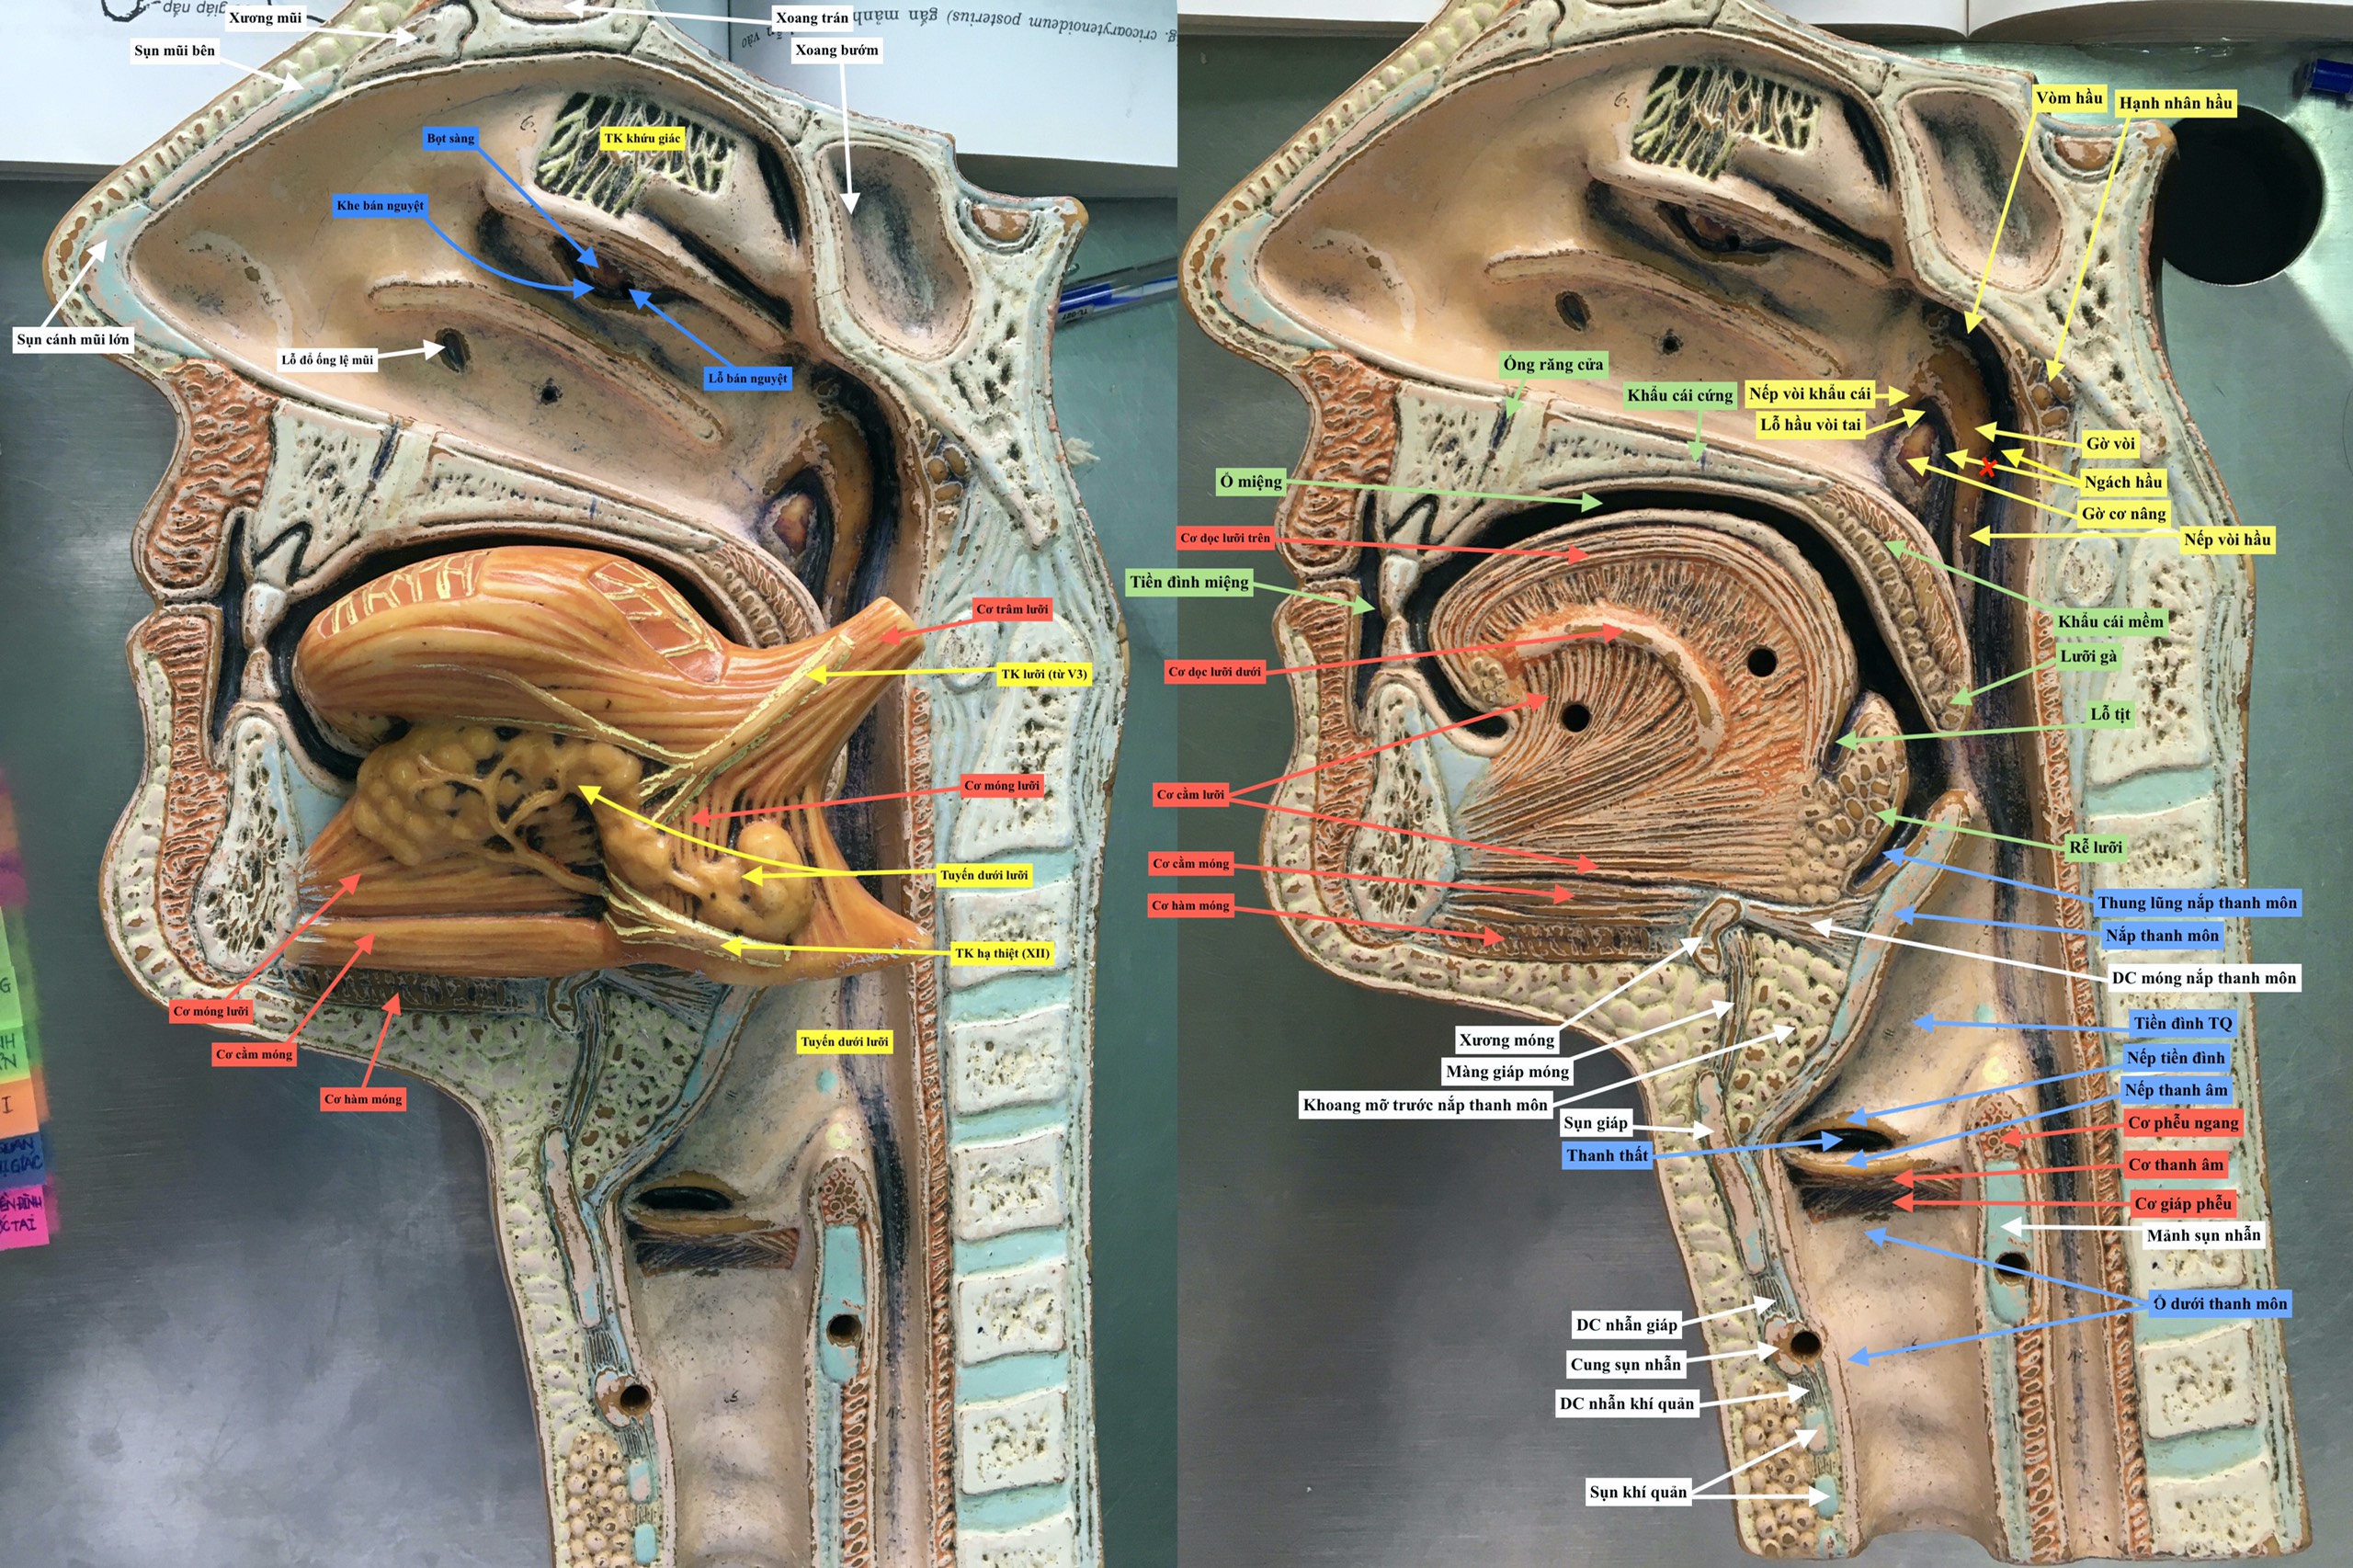 giáp nắp
g. cricoarytenoideum posterius) gần mảnh
Xương mũi
Sụn mũi bên
Xoang trán
Xoang bướm
Bọt sàng
TK khứu giác
Khe bán nguyệt
Sụn cánh mũi lớn
Lỗ đổ ống lệ mũi
Lỗ bán nguyệt
Cơ trâm lưỡi
TK lưỡi (từ V3)
Cơ móng lưỡi
Tuyến dưới lưỡi
TK hạ thiệt (XII)
Cơ móng lưỡi
Cơ cằm móng
Cơ hàm móng
Tuyến dưới lưỡi
G
I
ỐC TAI
Vòm hầu
Hạnh nhân hầu
Ống răng cửa
Khẩu cái cứng
Nếp vòi khẩu cái
Lỗ hầu vòi tai
Gờ vòi
Ổ miệng
Ngách hầu
Gờ cơ nâng
Cơ dọc lưỡi trên
Nếp vòi hầu
Tiền đình miệng
Khẩu cái mềm
Lưỡi gà
Cơ dọc lưỡi dưới
Lỗ tịt
Cơ cằm lưỡi
Rễ lưỡi
Cơ cằm móng
Cơ hàm móng
Thung lũng nắp thanh môn
Nắp thanh môn
DC móng nắp thanh môn
Tiền đình TQ
Xương móng
Nếp tiền đình
Màng giáp móng
Nếp thanh âm
Khoang mỡ trước nắp thanh môn
Sụn giáp
Cơ phễu ngang
Thanh thất
Cơ thanh âm
Cơ giáp phễu
Mảnh sụn nhẫn
Ổ dưới thanh môn
DC nhẫn giáp
Cung sụn nhẫn
DC nhẫn khí quản
Sụn khí quản